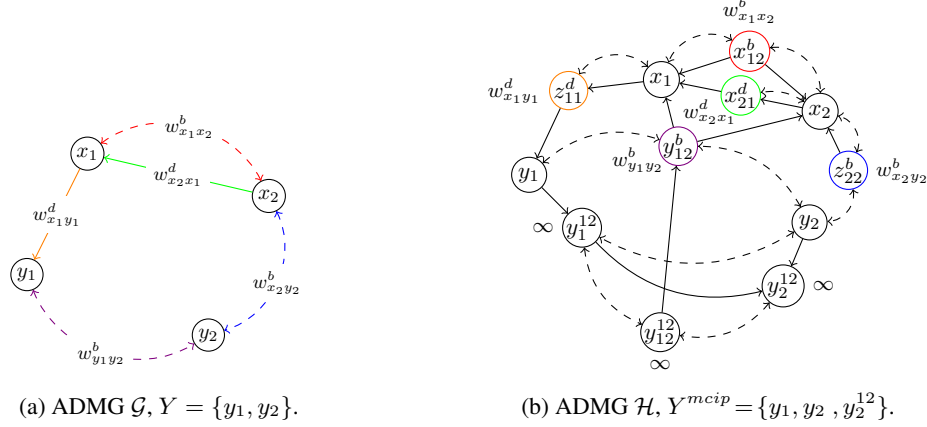 w^b_{x_1x_2}
x_1
w^d_{x_2x_1}
x_2
w^d_{x_1y_1}
y_1
w^b_{x_2y_2}
w^b_{y_1y_2}
y_2
(a) ADMG 𝒢, Y = {y_1, y_2}.
w^b_{x_1x_2}
x^b_{12}
w^d_{x_1y_1}
z^d_{11}
x_1
x^d_{21}
x_2
w^d_{x_2x_1}
y^b_{12}
w^b_{y_1y_2}
z^b_{22}
w^b_{x_2y_2}
y_1
∞
y^{12}_1
y_2
y^{12}_2
∞
y^{12}_{12}
∞
(b) ADMG ℋ, Y^{mcip} = {y_1, y_2 , y^{12}_2}.